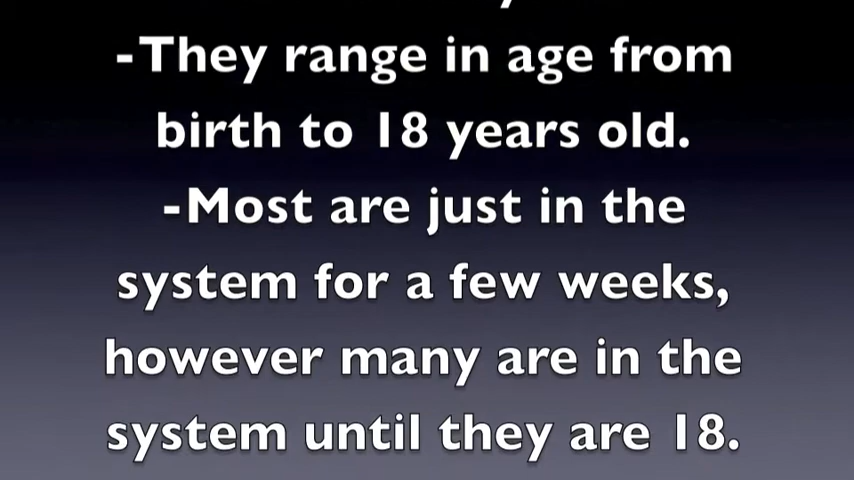 -They range in age from
birth to 18 years old.
-Most are just in the
system for a few weeks,
however many are in the
system until they are 18.